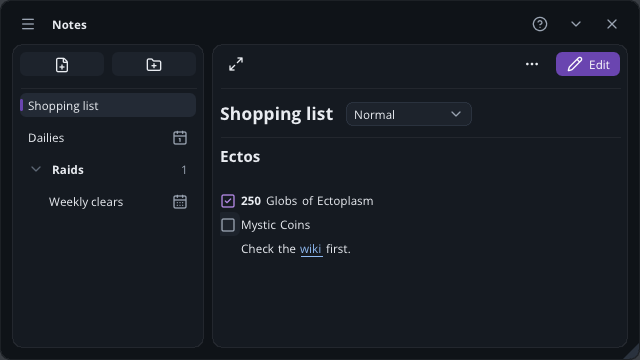 Notes
Edit
Shopping list
Dailies
Raids 1
Weekly clears
Shopping list Normal
Ectos
250 Globs of Ectoplasm
Mystic Coins
Check the wiki first.